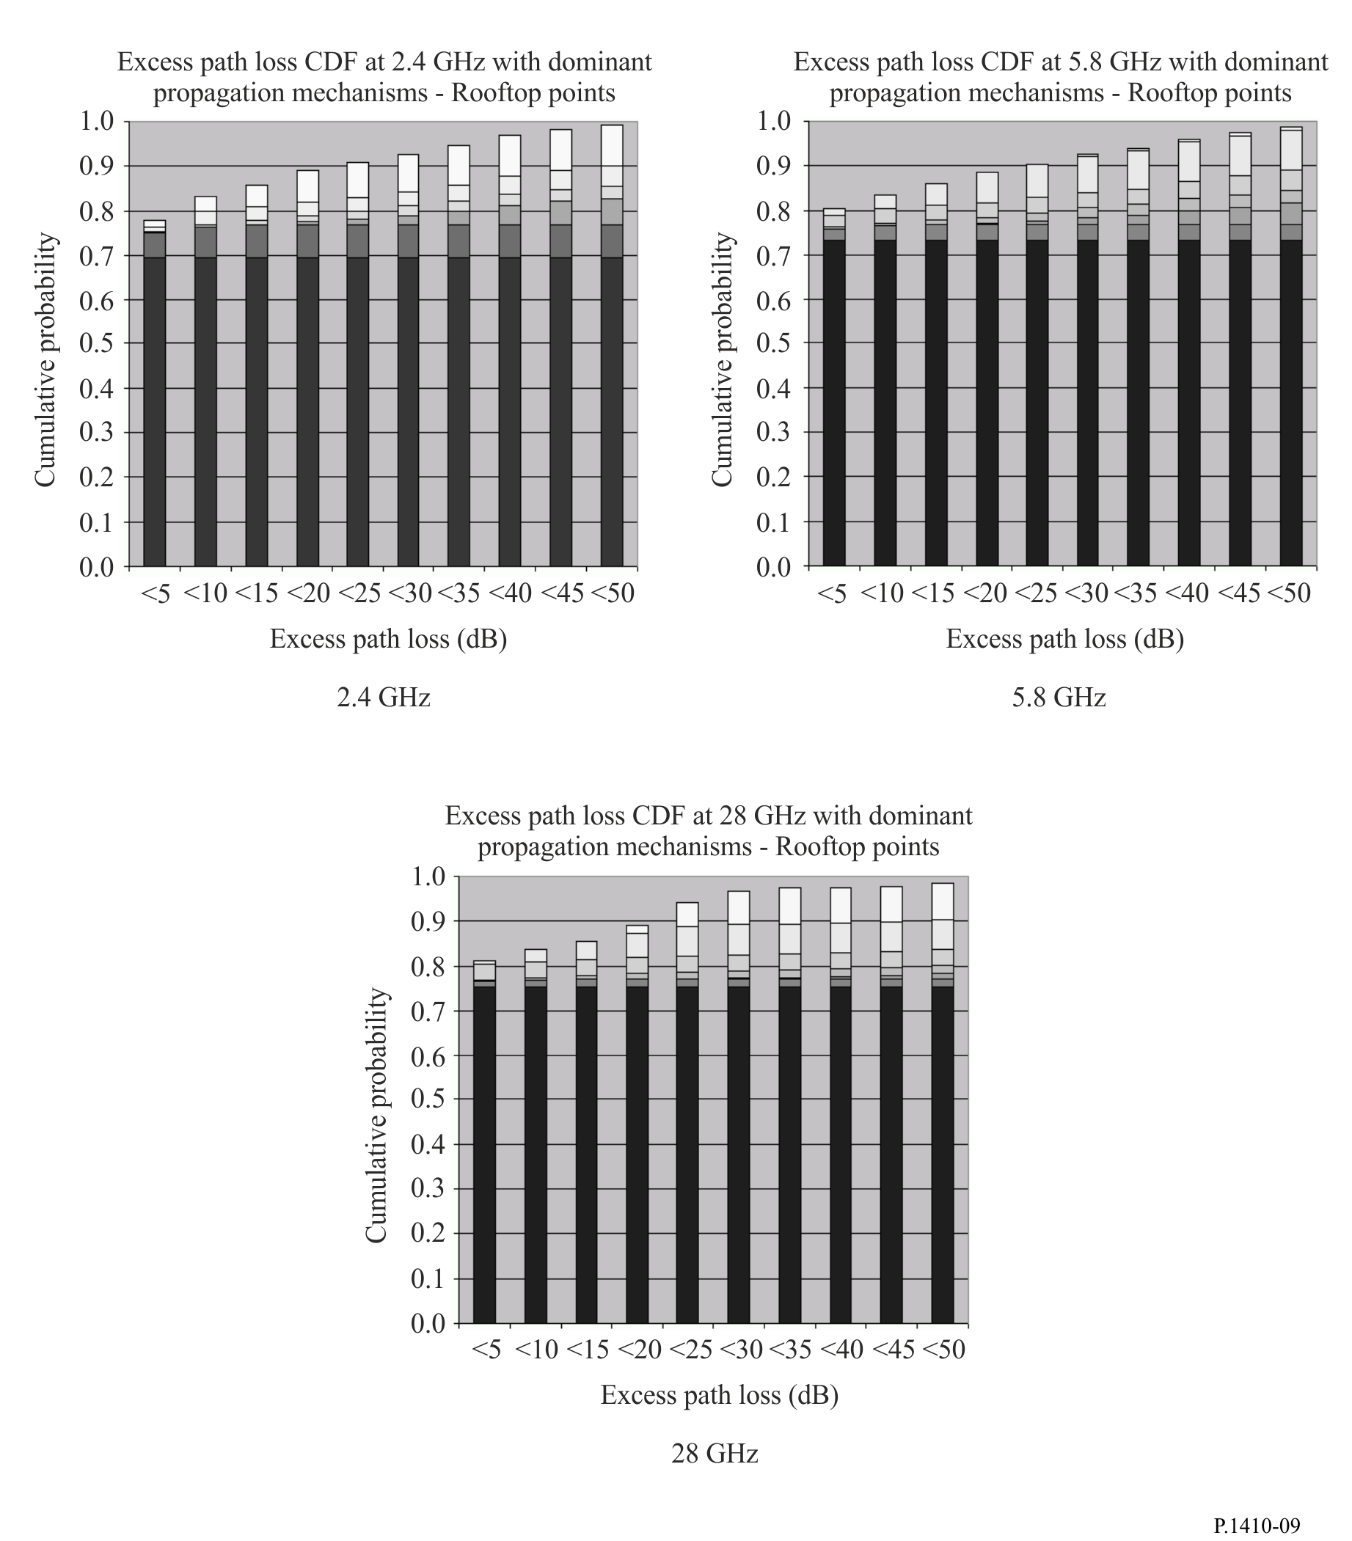 Excess path loss CDF at 2.4 GHz with dominant
propagation mechanisms - Rooftop points
1.0
0.9
0.8
0.7
0.6
0.5
0.4
0.3
0.2
0.1
0.0
Cumulative probability
<5 <10 <15 <20 <25 <30 <35 <40 <45 <50
Excess path loss (dB)
2.4 GHz
Excess path loss CDF at 5.8 GHz with dominant
propagation mechanisms - Rooftop points
1.0
0.9
0.8
0.7
0.6
0.5
0.4
0.3
0.2
0.1
0.0
Cumulative probability
<5 <10 <15 <20 <25 <30 <35 <40 <45 <50
Excess path loss (dB)
5.8 GHz
Excess path loss CDF at 28 GHz with dominant
propagation mechanisms - Rooftop points
1.0
0.9
0.8
0.7
0.6
0.5
0.4
0.3
0.2
0.1
0.0
Cumulative probability
<5 <10 <15 <20 <25 <30 <35 <40 <45 <50
Excess path loss (dB)
28 GHz
P.1410-09